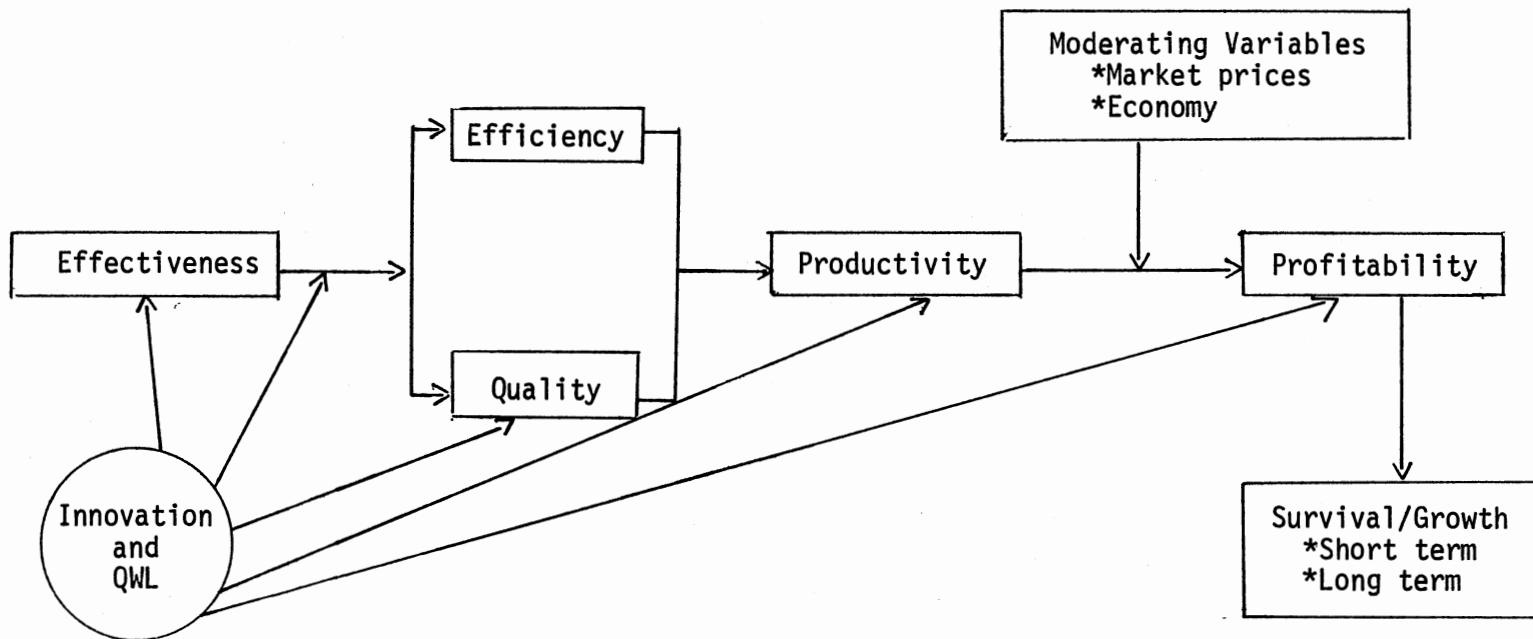 Moderating Variables
*Market prices
*Economy
Efficiency
Effectiveness
Productivity
Profitability
Quality
Innovation
and
QWL
Survival/Growth
*Short term
*Long term